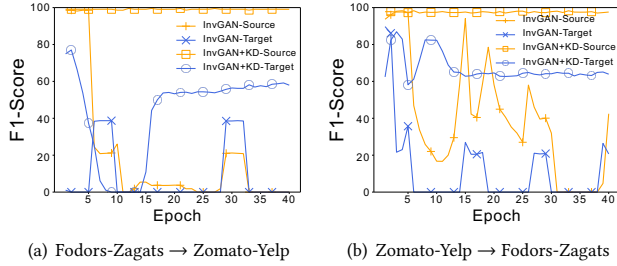 100
80
60
40
20
0
F1-Score
5 10 15 20 25 30 35 40
Epoch
InvGAN-Source
InvGAN-Target
InvGAN+KD-Source
InvGAN+KD-Target
(a) Fodors-Zagats → Zomato-Yelp
100
80
60
40
20
0
F1-Score
5 10 15 20 25 30 35 40
Epoch
InvGAN-Source
InvGAN-Target
InvGAN+KD-Source
InvGAN+KD-Target
(b) Zomato-Yelp → Fodors-Zagats